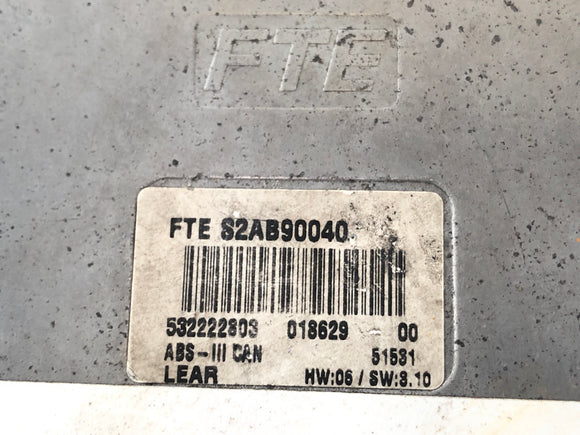 FTE
FTE S2AB90040
532222803 018629 - 00
ABS-III CAN 51531
LEAR HW:06 / SW:3.10